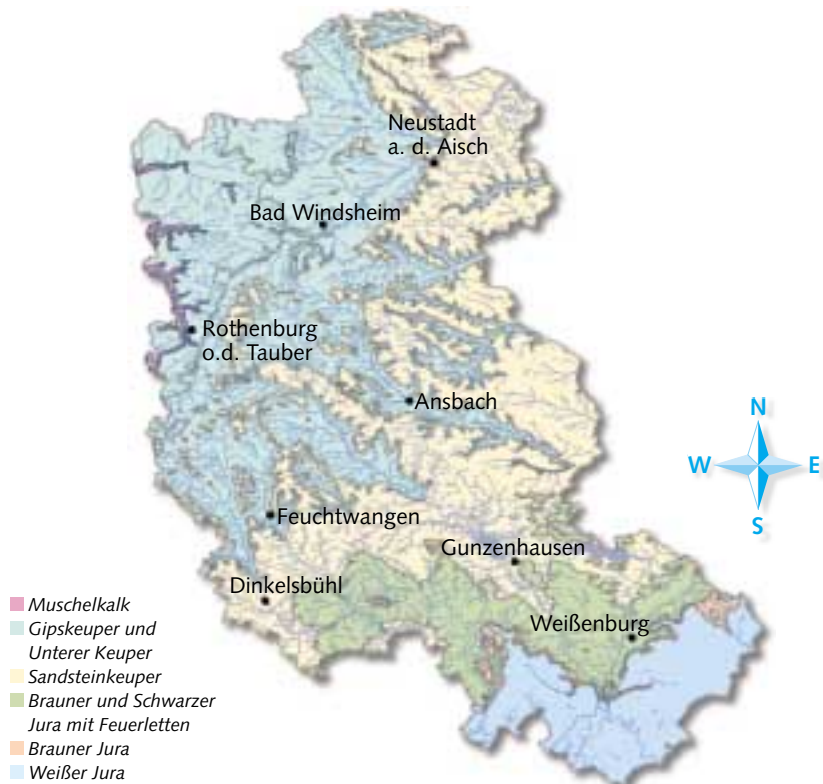 Neustadt
a. d. Aisch
Bad Windsheim
Rothenburg
o.d. Tauber
Ansbach
N
W E
S
Feuchtwangen
Gunzenhausen
Dinkelsbühl
Weißenburg
Muschelkalk
Gipskeuper und
Unterer Keuper
Sandsteinkeuper
Brauner und Schwarzer
Jura mit Feuerletten
Brauner Jura
Weißer Jura